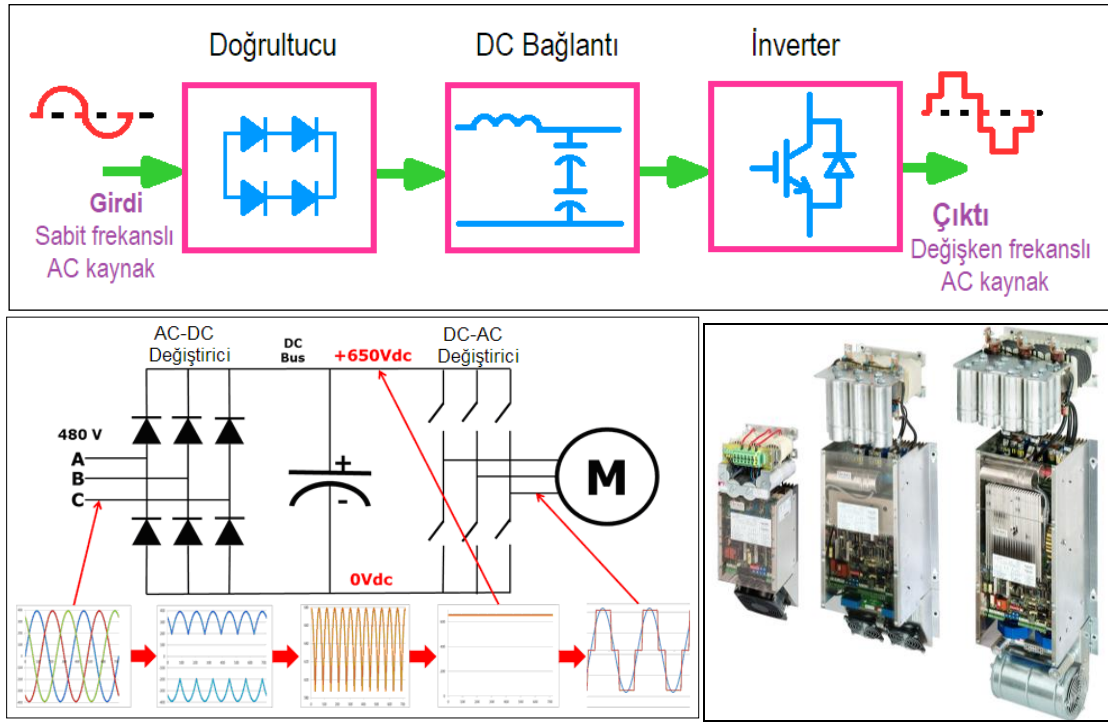 Doğrultucu
DC Bağlantı
İnverter
Girdi
Sabit frekanslı
AC kaynak
Çıktı
Değişken frekanslı
AC kaynak
AC-DC
Değiştirici
DC
Bus
+650Vdc
DC-AC
Değiştirici
480 V
A
B
C
+
-
M
0Vdc